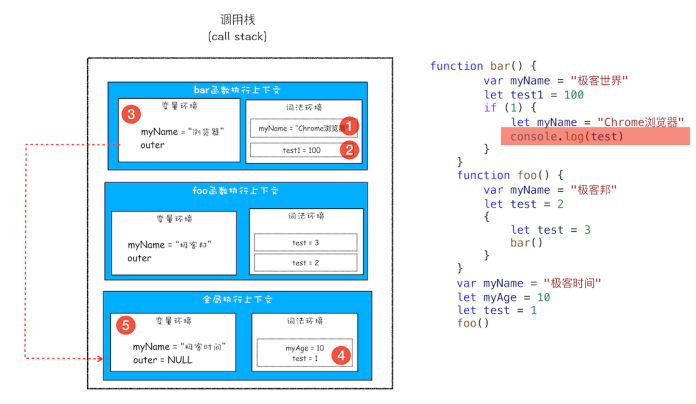 调用栈
(call stack)
bar函数执行上下文
变量环境
词法环境
3
myName = "浏览器"
outer
myName = "Chrome浏览器"
1
test1 = 100
2
foo函数执行上下文
变量环境
词法环境
myName = "极客邦"
outer
test = 3
test = 2
全局执行上下文
变量环境
词法环境
5
myName = "极客时间"
outer = NULL
myAge = 10
test = 1
4
function bar() {
var myName = "极客世界"
let test1 = 100
if (1) {
let myName = "Chrome浏览器"
console.log(test)
}
}
function foo() {
var myName = "极客邦"
let test = 2
{
let test = 3
bar()
}
}
var myName = "极客时间"
let myAge = 10
let test = 1
foo()